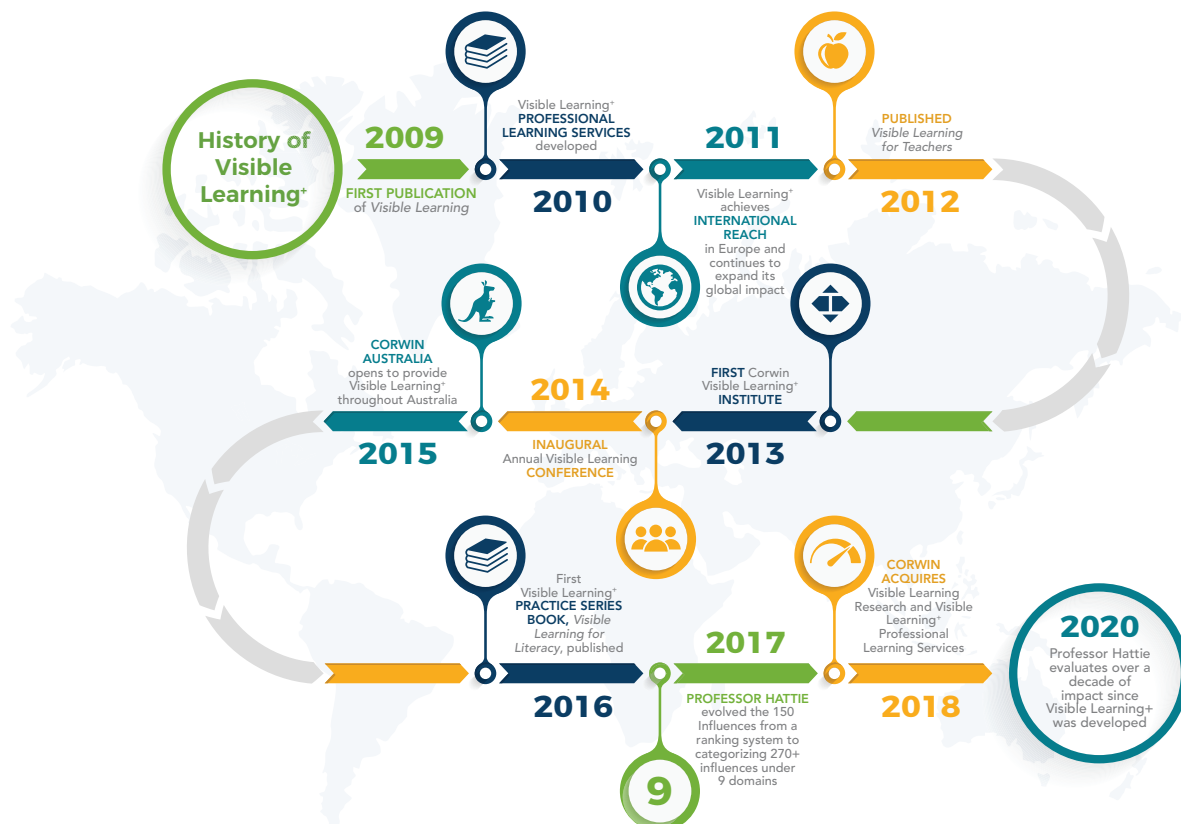 History of
Visible
Learning+
2009
FIRST PUBLICATION
of Visible Learning
Visible Learning+
PROFESSIONAL
LEARNING SERVICES
developed
2010
2011
Visible Learning+
achieves
INTERNATIONAL
REACH
in Europe and
continues to
expand its
global impact
PUBLISHED
Visible Learning
for Teachers
2012
FIRST Corwin
Visible Learning+
INSTITUTE
2013
2014
INAUGURAL
Annual Visible Learning
CONFERENCE
CORWIN
AUSTRALIA
opens to provide
Visible Learning+
throughout Australia
2015
First
Visible Learning+
PRACTICE SERIES
BOOK, Visible
Learning for
Literacy, published
2016
2017
PROFESSOR HATTIE
evolved the 150
Influences from a
ranking system to
categorizing 270+
influences under
9 domains
9
CORWIN
ACQUIRES
Visible Learning
Research and Visible
Learning+
Professional
Learning Services
2018
2020
Professor Hattie
evaluates over a
decade of
impact since
Visible Learning+
was developed